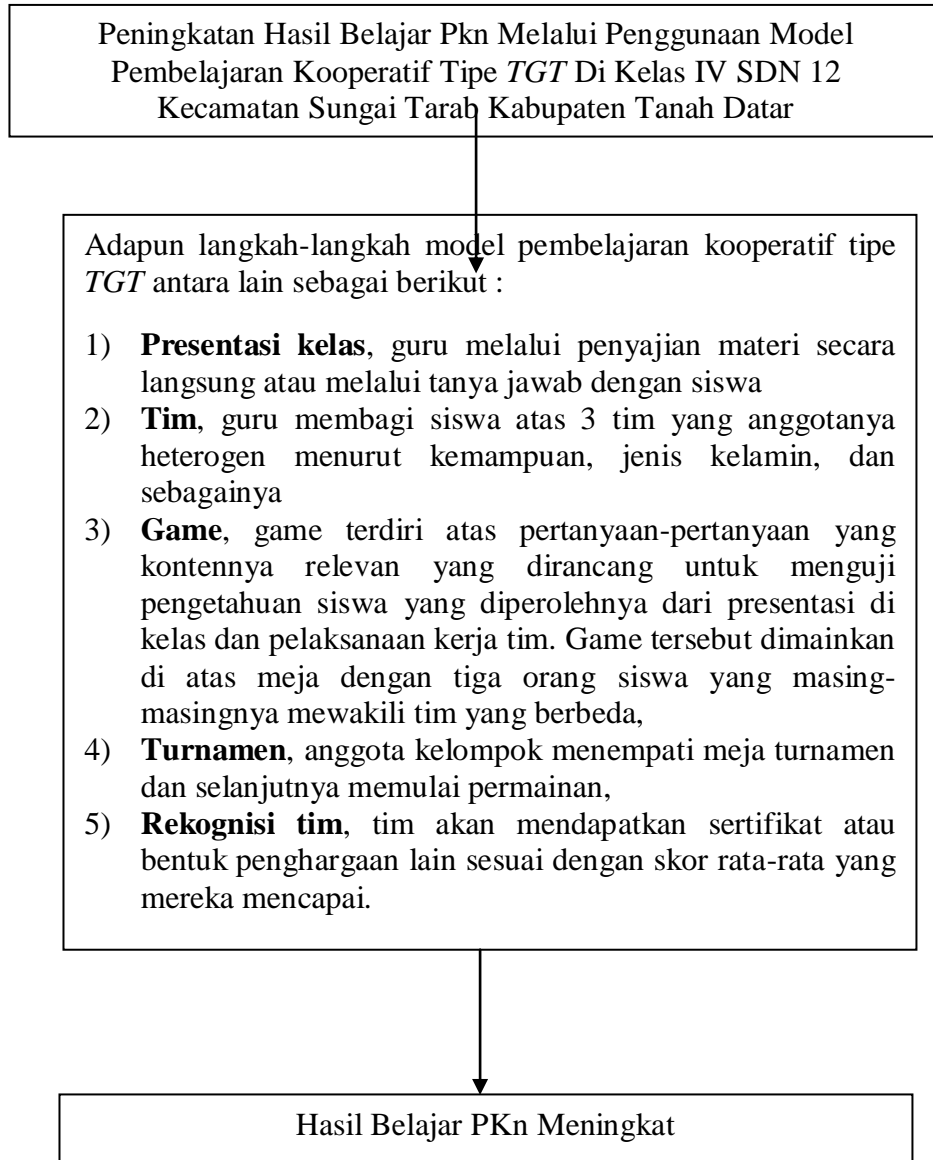 Peningkatan Hasil Belajar Pkn Melalui Penggunaan Model
Pembelajaran Kooperatif Tipe TGT Di Kelas IV SDN 12
Kecamatan Sungai Tarab Kabupaten Tanah Datar
Adapun langkah-langkah model pembelajaran kooperatif tipe
TGT antara lain sebagai berikut :
1) Presentasi kelas, guru melalui penyajian materi secara
langsung atau melalui tanya jawab dengan siswa
2) Tim, guru membagi siswa atas 3 tim yang anggotanya
heterogen menurut kemampuan, jenis kelamin, dan
sebagainya
3) Game, game terdiri atas pertanyaan-pertanyaan yang
kontennya relevan yang dirancang untuk menguji
pengetahuan siswa yang diperolehnya dari presentasi di
kelas dan pelaksanaan kerja tim. Game tersebut dimainkan
di atas meja dengan tiga orang siswa yang masing-
masingnya mewakili tim yang berbeda,
4) Turnamen, anggota kelompok menempati meja turnamen
dan selanjutnya memulai permainan,
5) Rekognisi tim, tim akan mendapatkan sertifikat atau
bentuk penghargaan lain sesuai dengan skor rata-rata yang
mereka mencapai.
Hasil Belajar PKn Meningkat